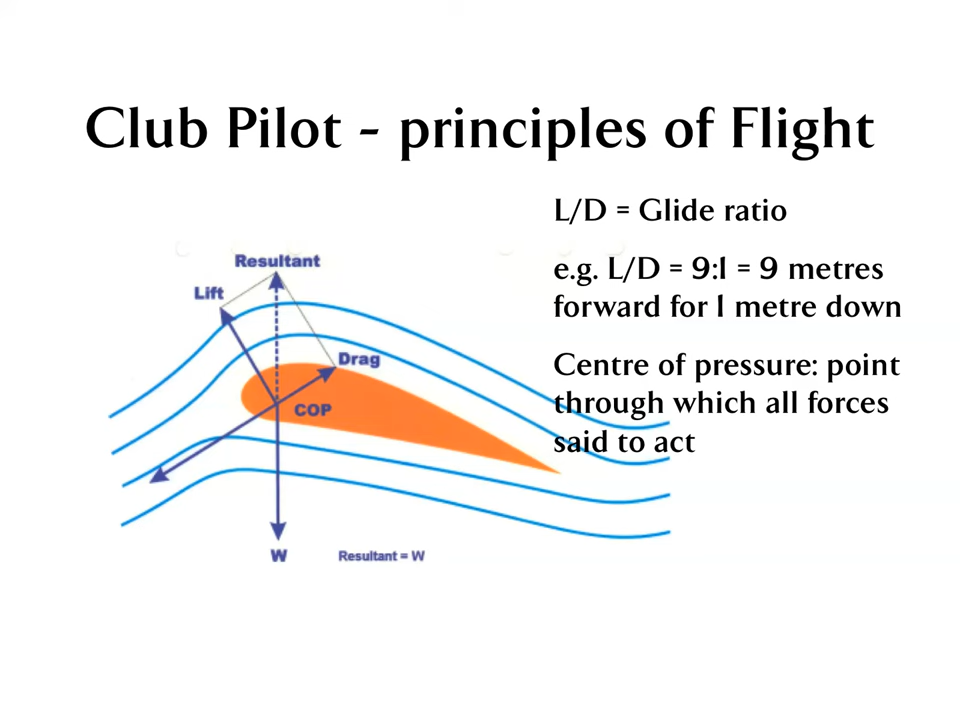 Club Pilot - principles of Flight
L/D = Glide ratio
e.g. L/D = 9:1 = 9 metres
forward for 1 metre down
Centre of pressure: point
through which all forces
said to act
Resultant
Lift
Drag
COP
W
Resultant = W